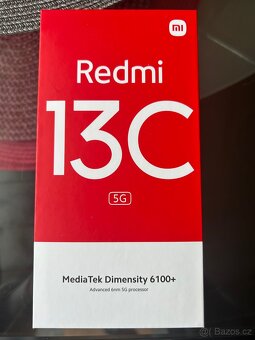 mi
Redmi
13C
5G
MediaTek Dimensity 6100+
Advanced 6nm 5G processor
© Bazos.cz